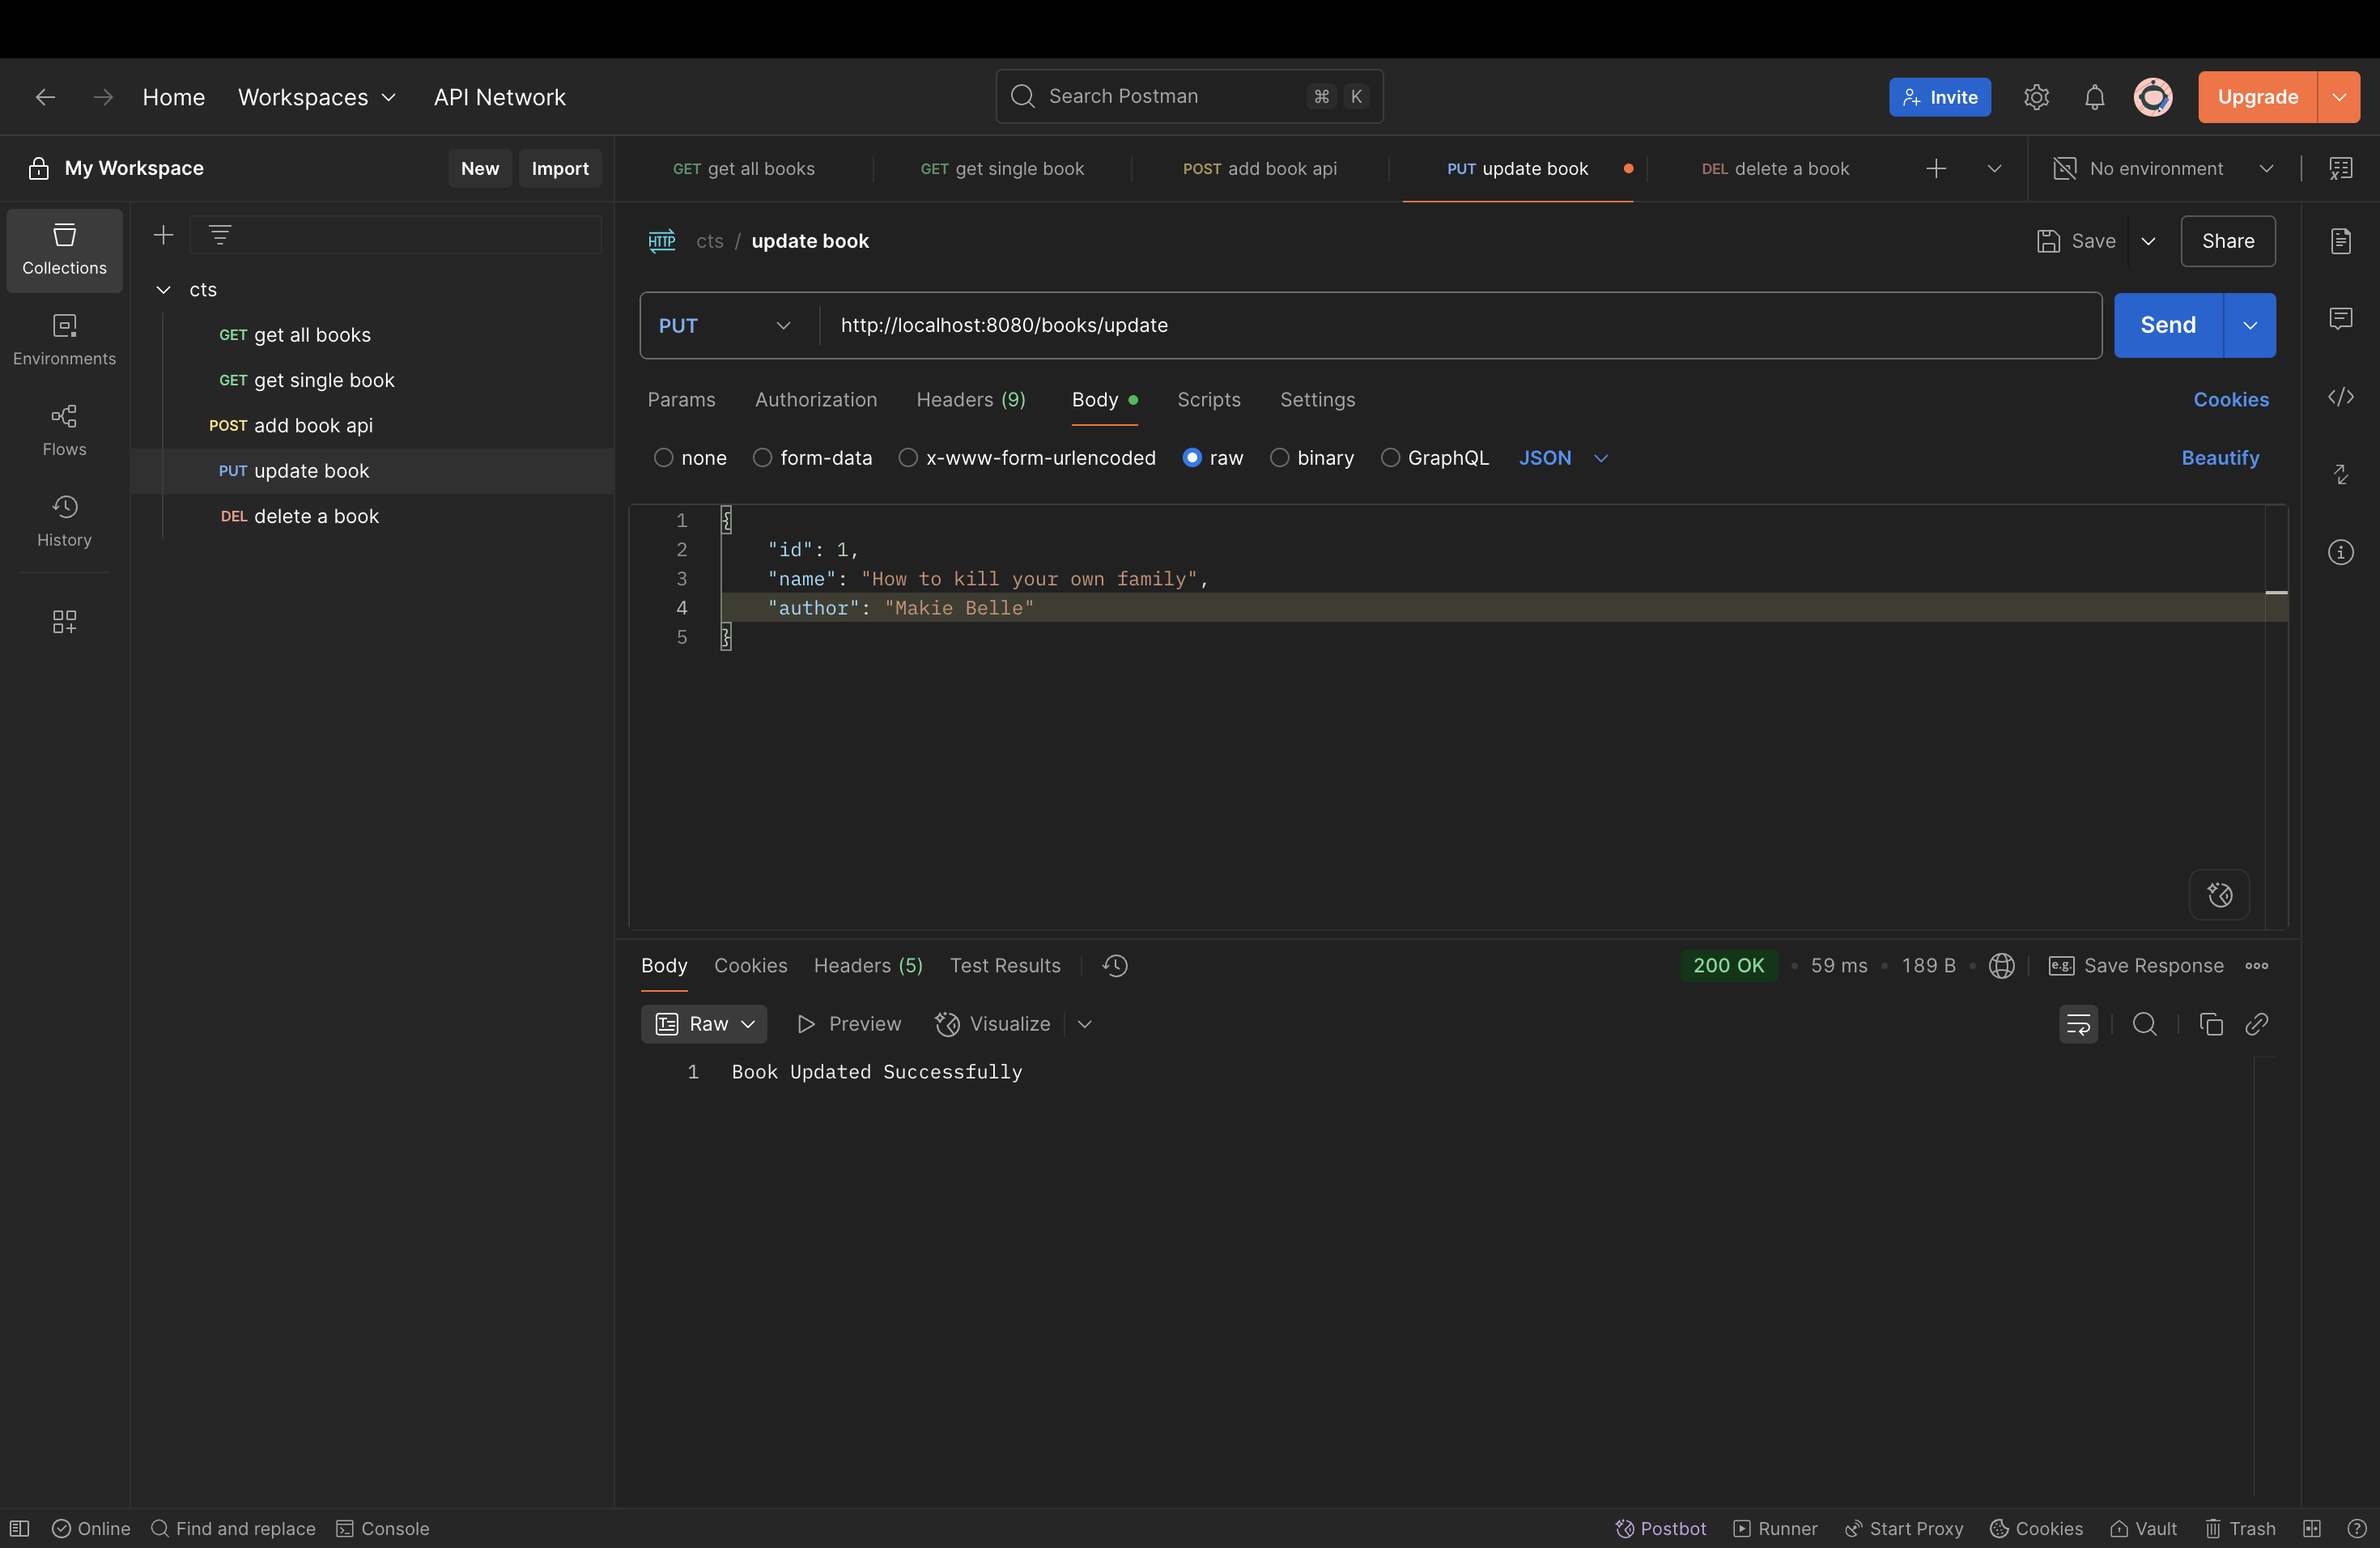 Home Workspaces API Network
Search Postman ⌘ K
Invite
Upgrade
My Workspace
New Import
GET get all books
GET get single book
POST add book api
PUT update book
DEL delete a book
No environment
Collections
Environments
Flows
History
cts
GET get all books
GET get single book
POST add book api
PUT update book
DEL delete a book
HTTP cts / update book
Save
Share
PUT http://localhost:8080/books/update
Send
Params Authorization Headers (9) Body Scripts Settings
Cookies
none form-data x-www-form-urlencoded raw binary GraphQL JSON
Beautify
1 {
2 "id": 1,
3 "name": "How to kill your own family",
4 "author": "Makie Belle"
5 }
Body Cookies Headers (5) Test Results
200 OK • 59 ms • 189 B •
e.g. Save Response
Raw Preview Visualize
1 Book Updated Successfully
Online Find and replace Console
Postbot Runner Start Proxy Cookies Vault Trash